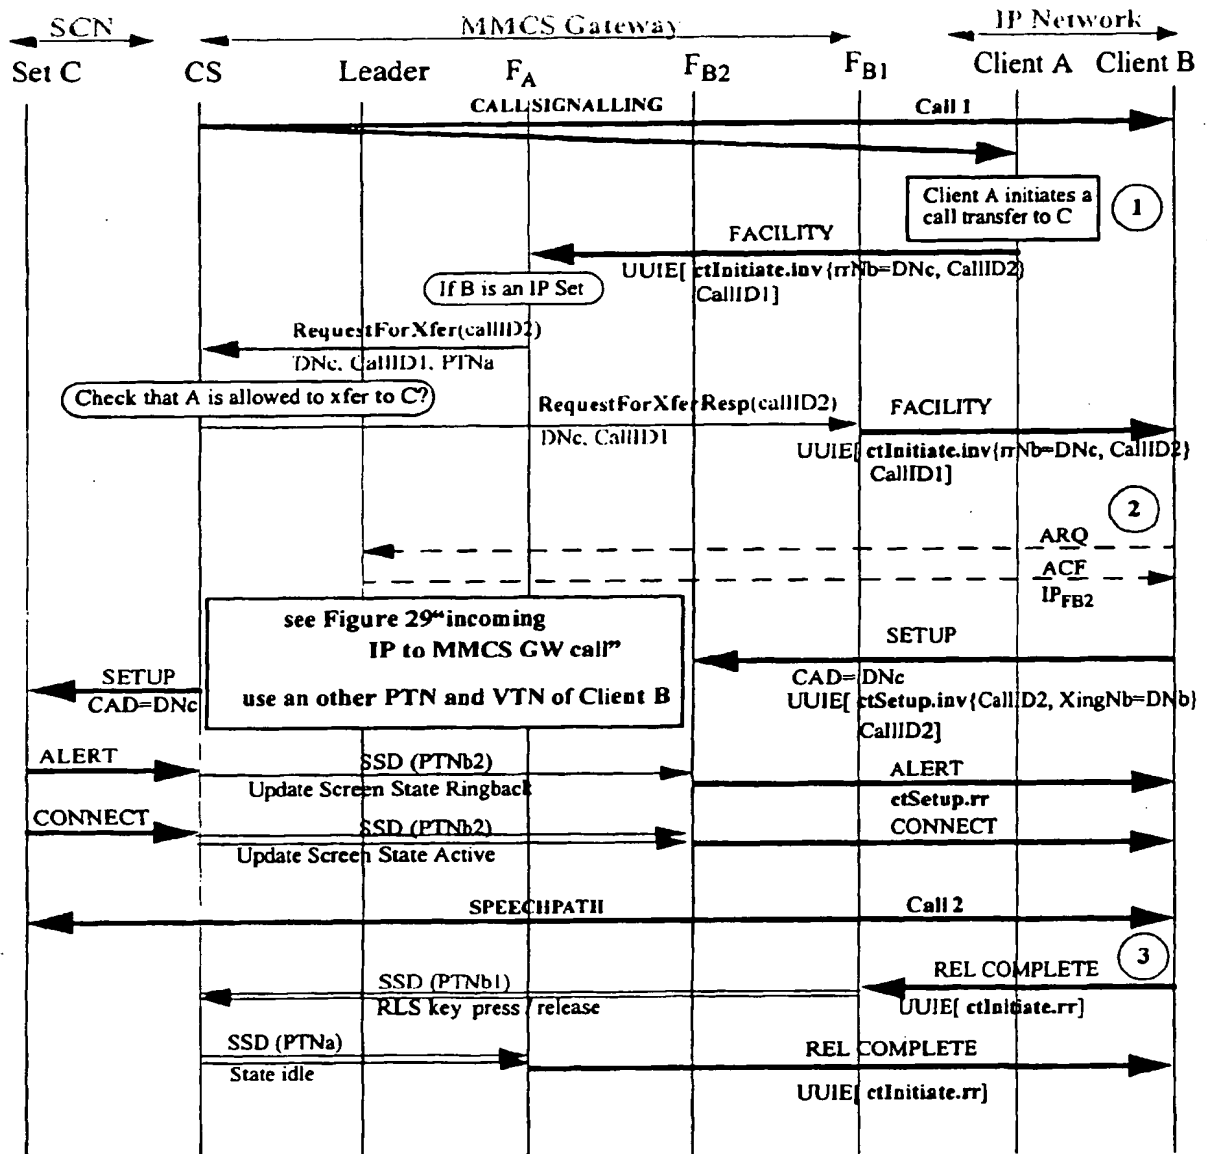 SCN
MMCS Gateway
IP Network
Set C
CS
Leader
FA
FB2
FB1
Client A
Client B
CALL SIGNALLING
Call 1
Client A initiates a
call transfer to C
1
FACILITY
UUIE[ ctInitiate.inv{rrNb=DNc, CallID2}
CallID1]
If B is an IP Set
RequestForXfer(callID2)
DNc, CallID1, PTNa
Check that A is allowed to xfer to C?
RequestForXferResp(callID2)
DNc, CallID1
FACILITY
UUIE[ ctInitiate.inv{rrNb=DNc, CallID2}
CallID1]
2
ARQ
ACF
IPFB2
see Figure 29“incoming
IP to MMCS GW call”
use an other PTN and VTN of Client B
SETUP
CAD=DNc
UUIE[ ctSetup.inv{CallID2, XingNb=DNb}
CallID2]
SETUP
CAD=DNc
ALERT
SSD (PTNb2)
Update Screen State Ringback
ALERT
ctSetup.rr
CONNECT
SSD (PTNb2)
Update Screen State Active
CONNECT
SPEECHPATH
Call 2
3
SSD (PTNb1)
RLS key press / release
REL COMPLETE
UUIE[ ctInitiate.rr]
SSD (PTNa)
State idle
REL COMPLETE
UUIE[ ctInitiate.rr]